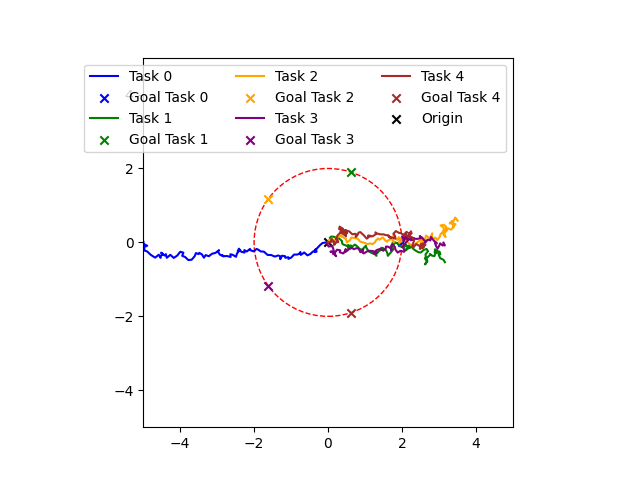 Task 0
Goal Task 0
Task 1
Goal Task 1
Task 2
Goal Task 2
Task 3
Goal Task 3
Task 4
Goal Task 4
Origin
4
2
0
−2
−4
−4 −2 0 2 4